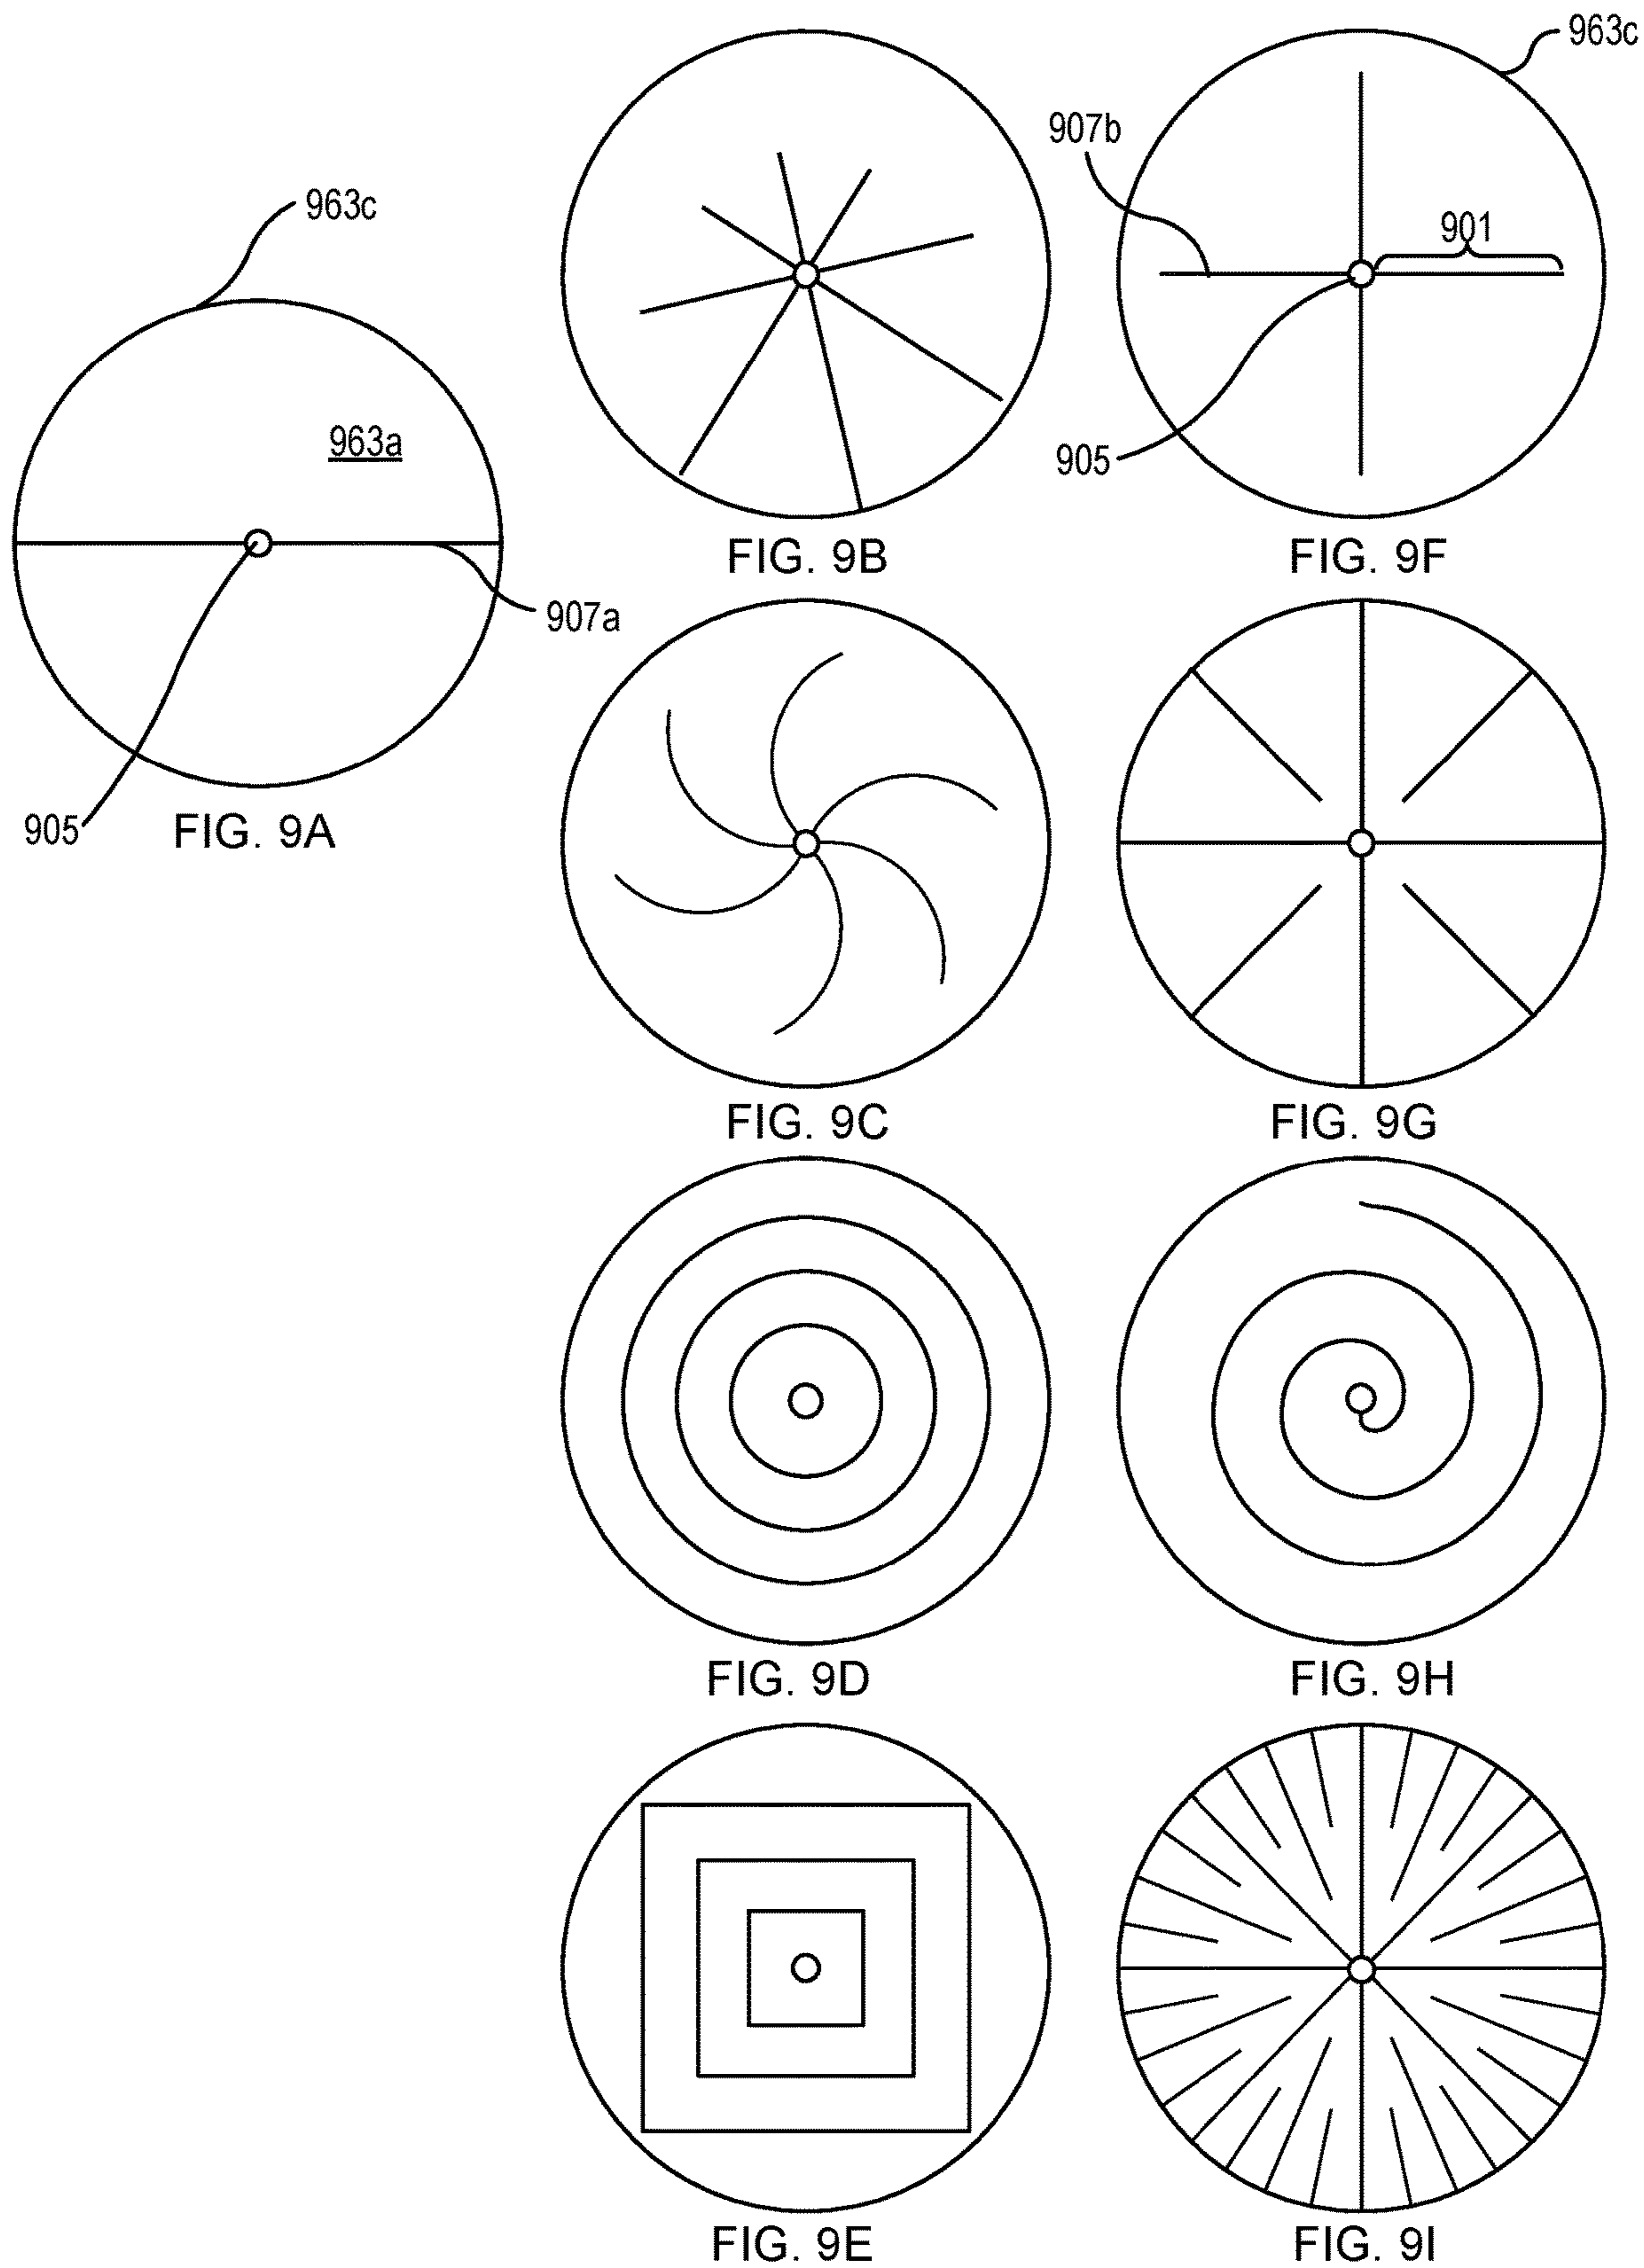 963c
963a
907a
905
FIG. 9A
FIG. 9B
963c
907b
901
905
FIG. 9F
FIG. 9C
FIG. 9G
FIG. 9D
FIG. 9H
FIG. 9E
FIG. 9I